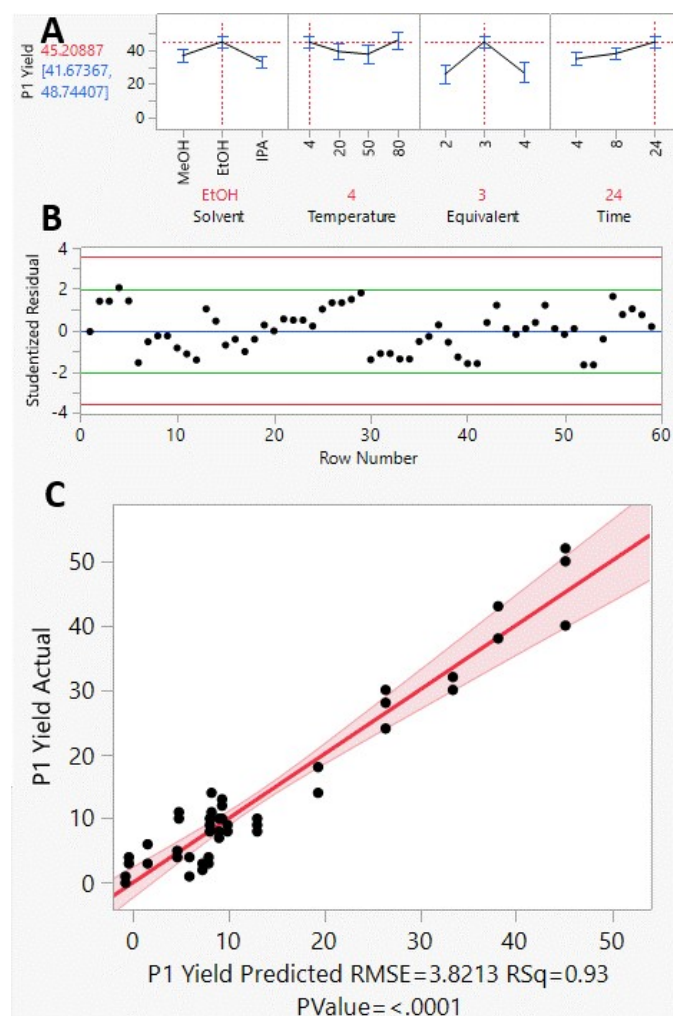 A
P1 Yield
45.20887
[41.67367,
48.74407]
40
20
0
MeOH
EtOH
IPA
4
20
50
80
2
3
4
4
8
24
EtOH
4
3
24
Solvent
Temperature
Equivalent
Time
B
Studentized Residual
4
2
0
-2
-4
0
10
20
30
40
50
60
Row Number
C
P1 Yield Actual
50
40
30
20
10
0
0
10
20
30
40
50
P1 Yield Predicted RMSE=3.8213 RSq=0.93
PValue=<.0001